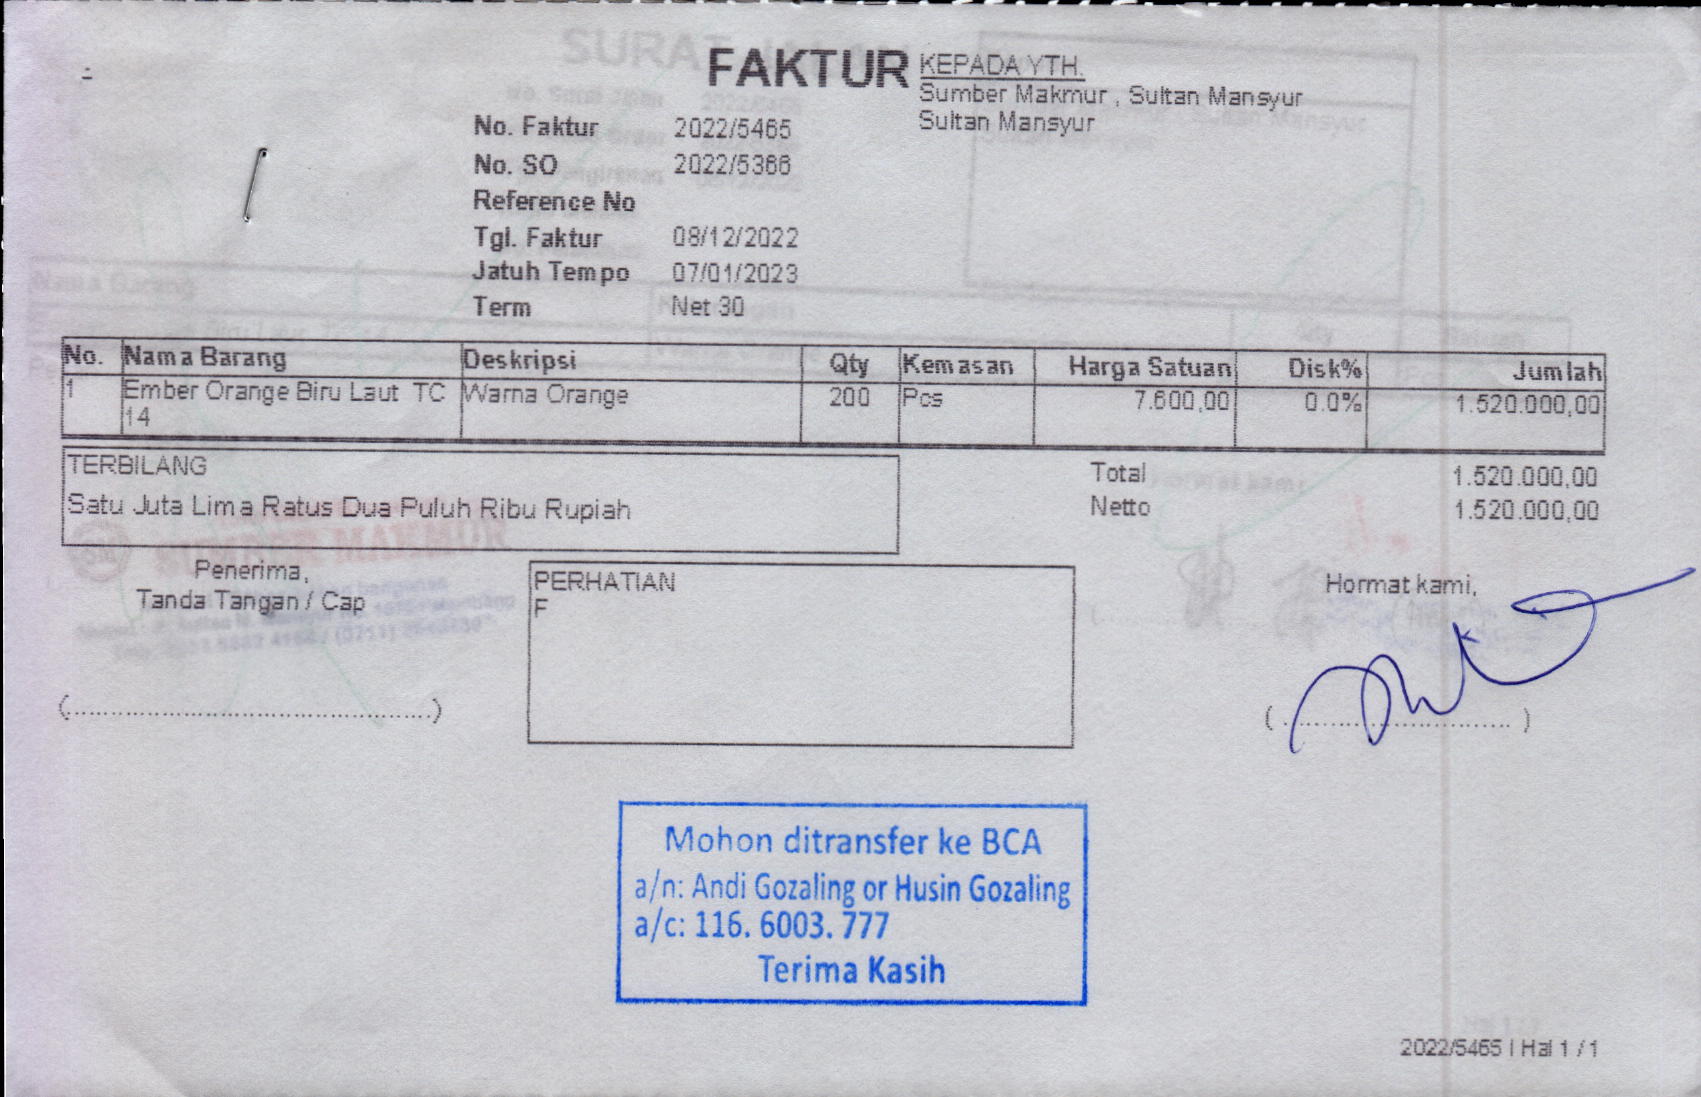 FAKTUR
KEPADA YTH.
Sumber Makmur , Sultan Mansyur
Sultan Mansyur
No. Faktur 2022/5465
No. SO 2022/5366
Reference No
Tgl. Faktur 08/12/2022
Jatuh Tempo 07/01/2023
Term Net 30
No. Nama Barang Deskripsi Qty Kemasan Harga Satuan Disk% Jumlah
1 Ember Orange Biru Laut TC Warna Orange 200 Pcs 7.600,00 0.0% 1.520.000,00
14
TERBILANG
Satu Juta Lima Ratus Dua Puluh Ribu Rupiah
Total 1.520.000,00
Netto 1.520.000,00
SUMBER MAKMUR
Penerima,
Tanda Tangan / Cap
(..........................................)
PERHATIAN
F
Hormat kami,
(..............................)
Mohon ditransfer ke BCA
a/n: Andi Gozaling or Husin Gozaling
a/c: 116. 6003. 777
Terima Kasih
2022/5465 | Hal 1 / 1